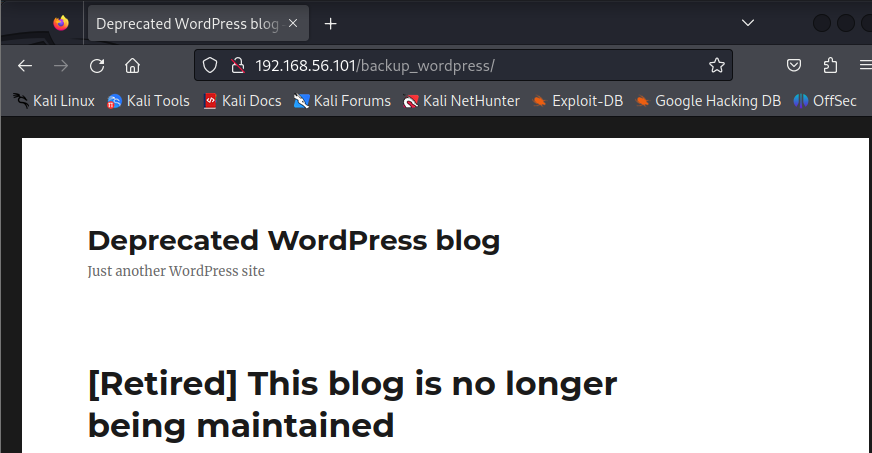 Deprecated WordPress blog
192.168.56.101/backup_wordpress/
Kali Linux Kali Tools Kali Docs Kali Forums Kali NetHunter Exploit-DB Google Hacking DB OffSec
Deprecated WordPress blog
Just another WordPress site
[Retired] This blog is no longer
being maintained